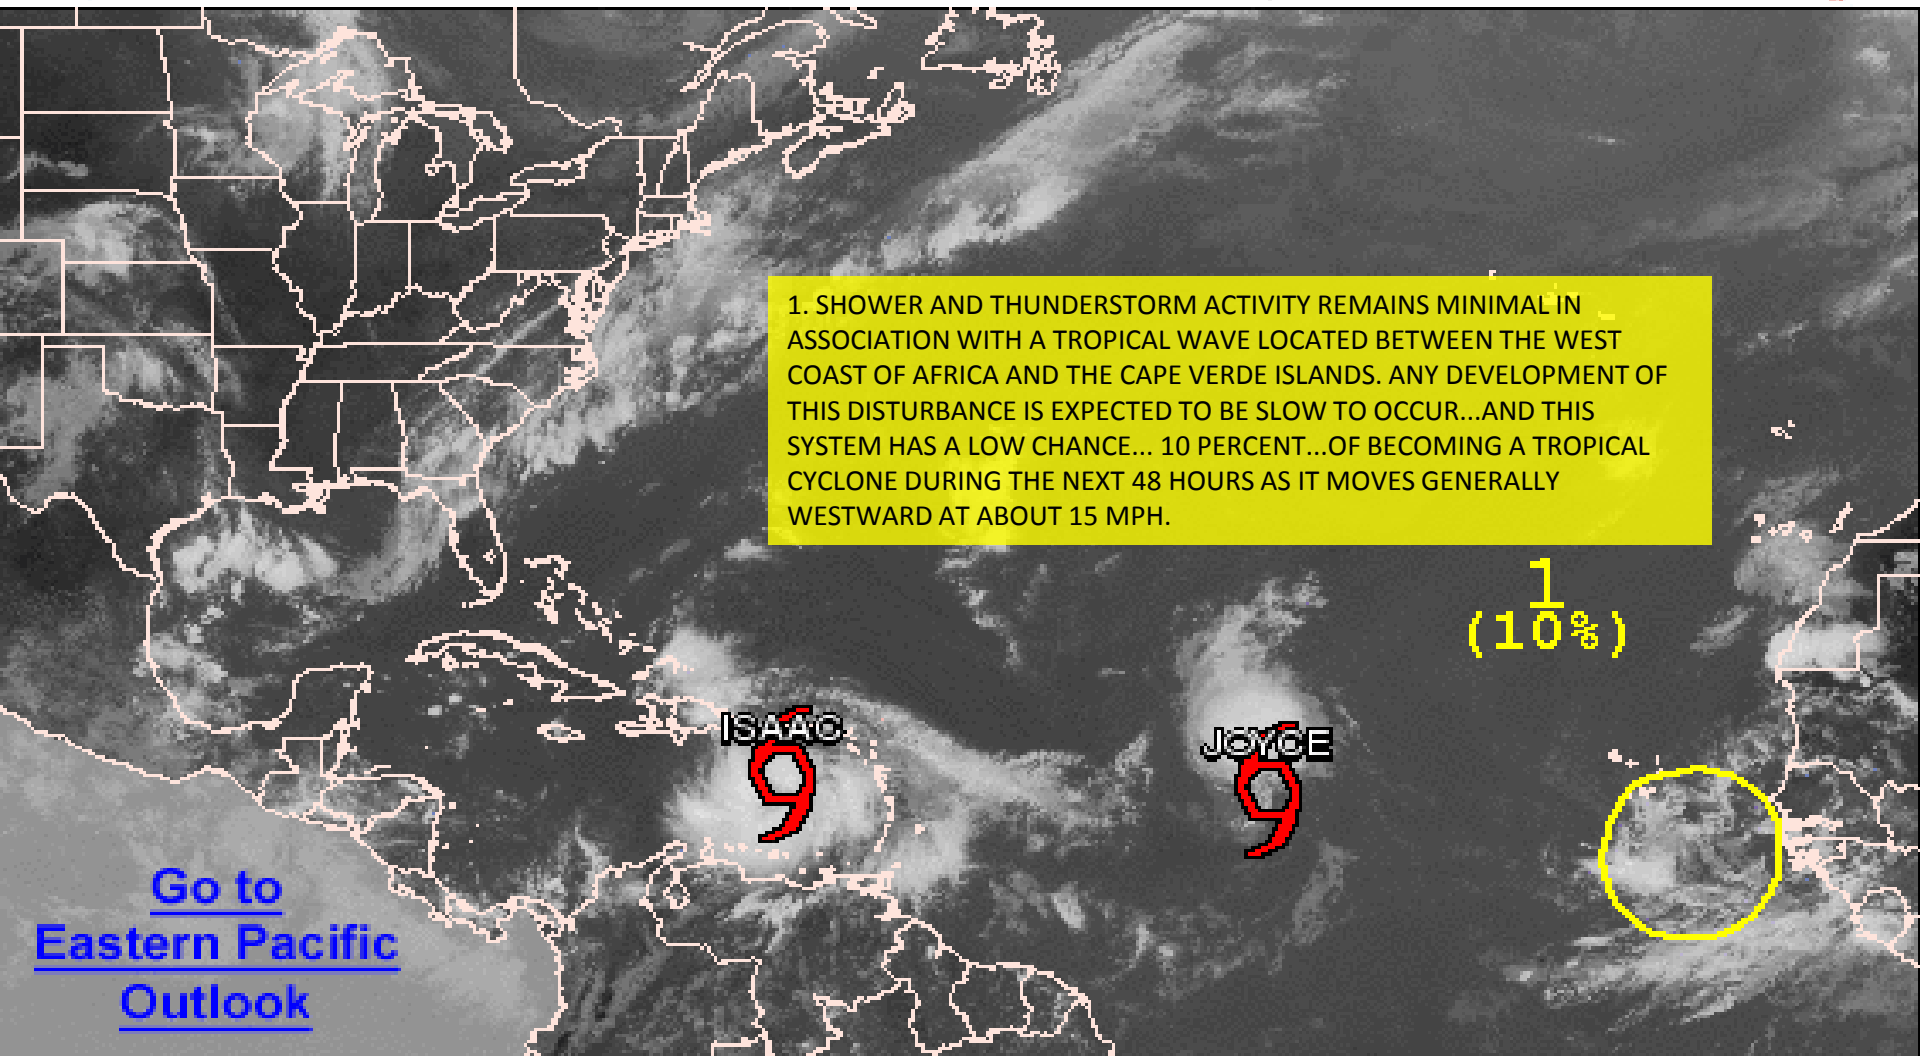 1. SHOWER AND THUNDERSTORM ACTIVITY REMAINS MINIMAL IN
ASSOCIATION WITH A TROPICAL WAVE LOCATED BETWEEN THE WEST
COAST OF AFRICA AND THE CAPE VERDE ISLANDS. ANY DEVELOPMENT OF
THIS DISTURBANCE IS EXPECTED TO BE SLOW TO OCCUR...AND THIS
SYSTEM HAS A LOW CHANCE... 10 PERCENT...OF BECOMING A TROPICAL
CYCLONE DURING THE NEXT 48 HOURS AS IT MOVES GENERALLY
WESTWARD AT ABOUT 15 MPH.
1
(10%)
ISAAC
JOYCE
Go to
Eastern Pacific
Outlook